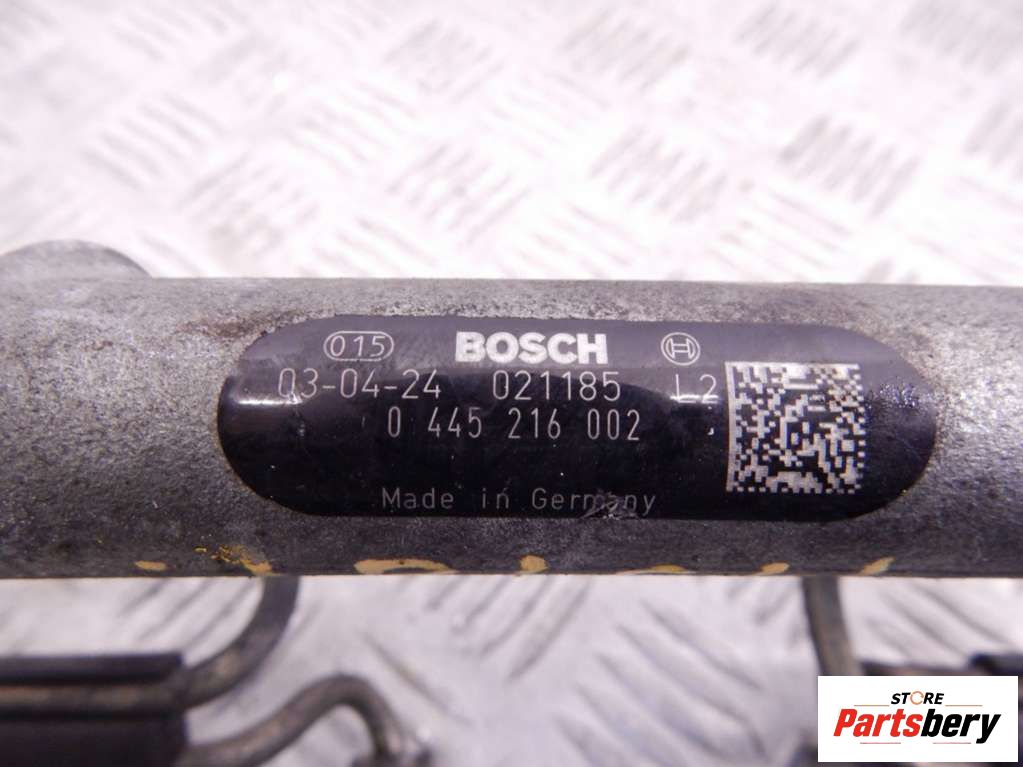 015 BOSCH
03-04-24 021185 L2
0 445 216 002
Made in Germany
STORE
Partsbery